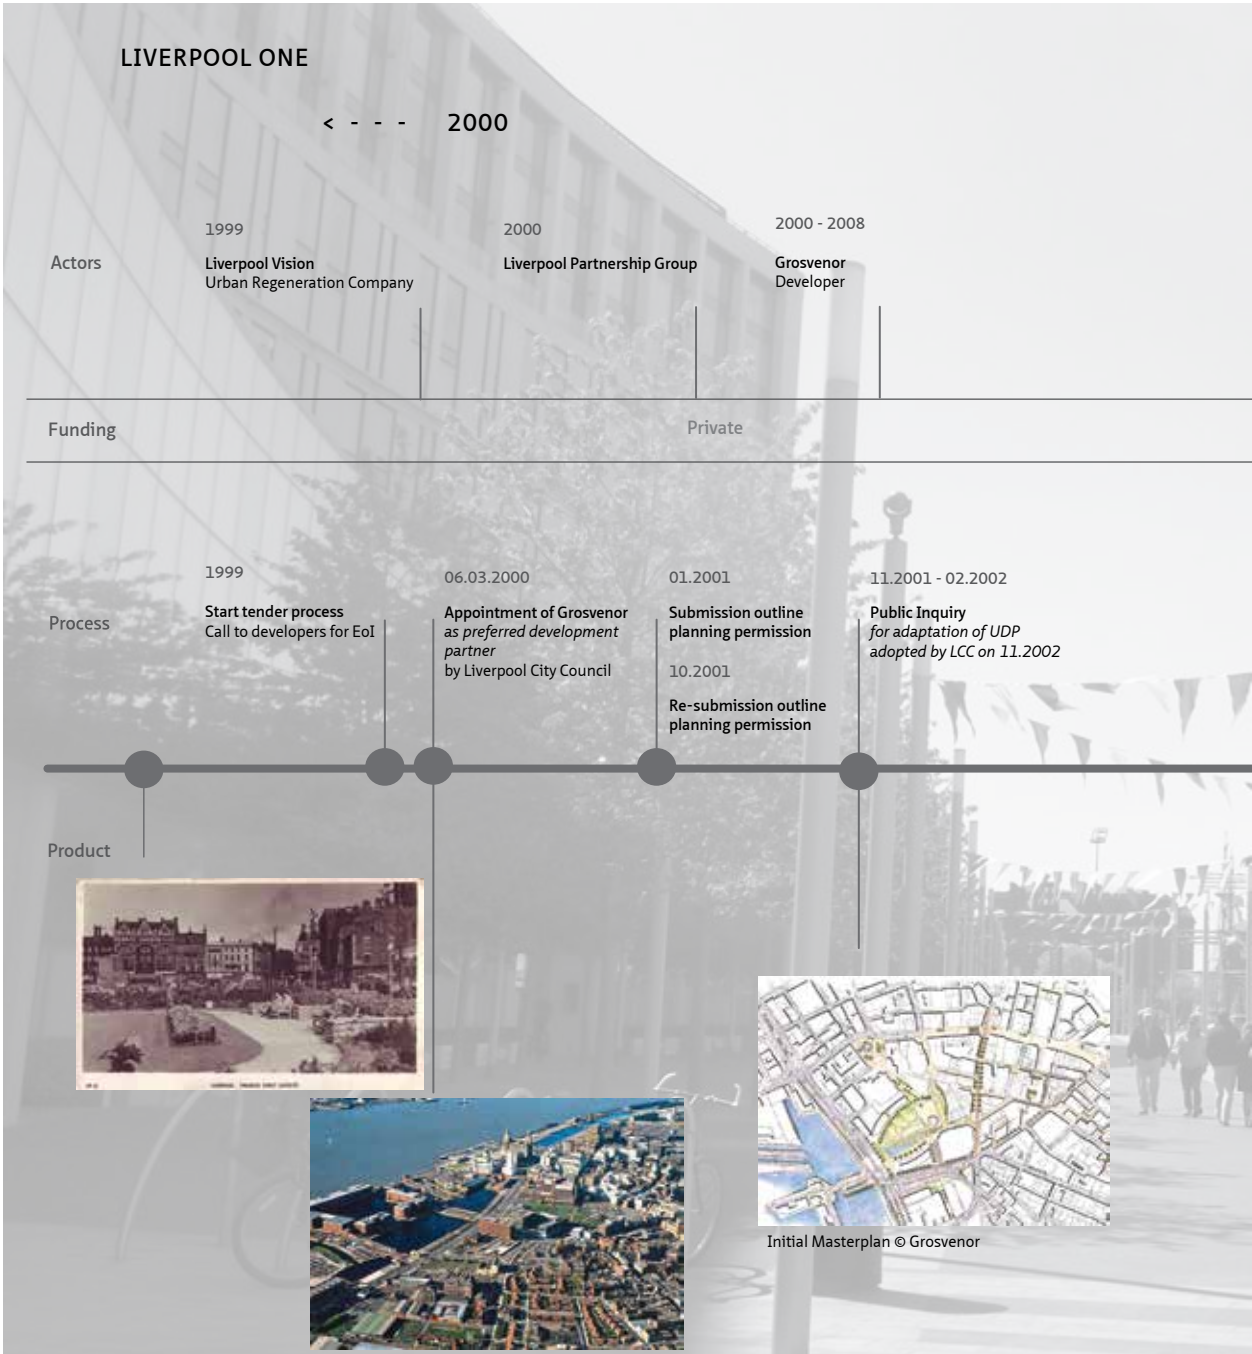 LIVERPOOL ONE
< - - - 2000
1999
2000
2000 - 2008
Actors
Liverpool Vision
Urban Regeneration Company
Liverpool Partnership Group
Grosvenor
Developer
Funding
Private
1999
06.03.2000
01.2001
11.2001 - 02.2002
Process
Start tender process
Call to developers for EoI
Appointment of Grosvenor
as preferred development
partner
by Liverpool City Council
Submission outline
planning permission
10.2001
Re-submission outline
planning permission
Public Inquiry
for adaptation of UDP
adopted by LCC on 11.2002
Product
Initial Masterplan © Grosvenor